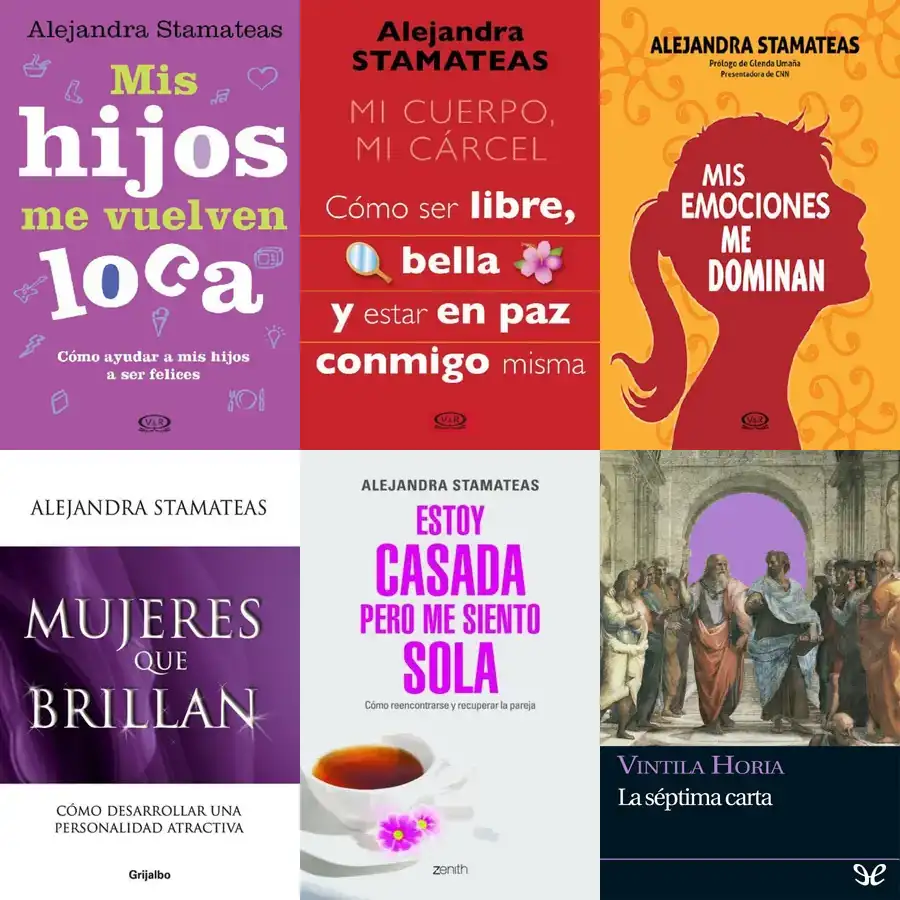 Alejandra Stamateas
Mis
hijos
me vuelven
loca
Cómo ayudar a mis hijos
a ser felices
V&R
Alejandra
STAMATEAS
MI CUERPO,
MI CÁRCEL
Cómo ser libre,
bella
y estar en paz
conmigo misma
V&R
ALEJANDRA STAMATEAS
Prólogo de Glenda Umaña
Presentadora de CNN
MIS
EMOCIONES
ME
DOMINAN
V&R
ALEJANDRA STAMATEAS
MUJERES
QUE
BRILLAN
CÓMO DESARROLLAR UNA
PERSONALIDAD ATRACTIVA
Grijalbo
ALEJANDRA STAMATEAS
ESTOY
CASADA
PERO ME SIENTO
SOLA
Cómo reencontrarse y recuperar la pareja
zenith
VINTILA HORIA
La séptima carta